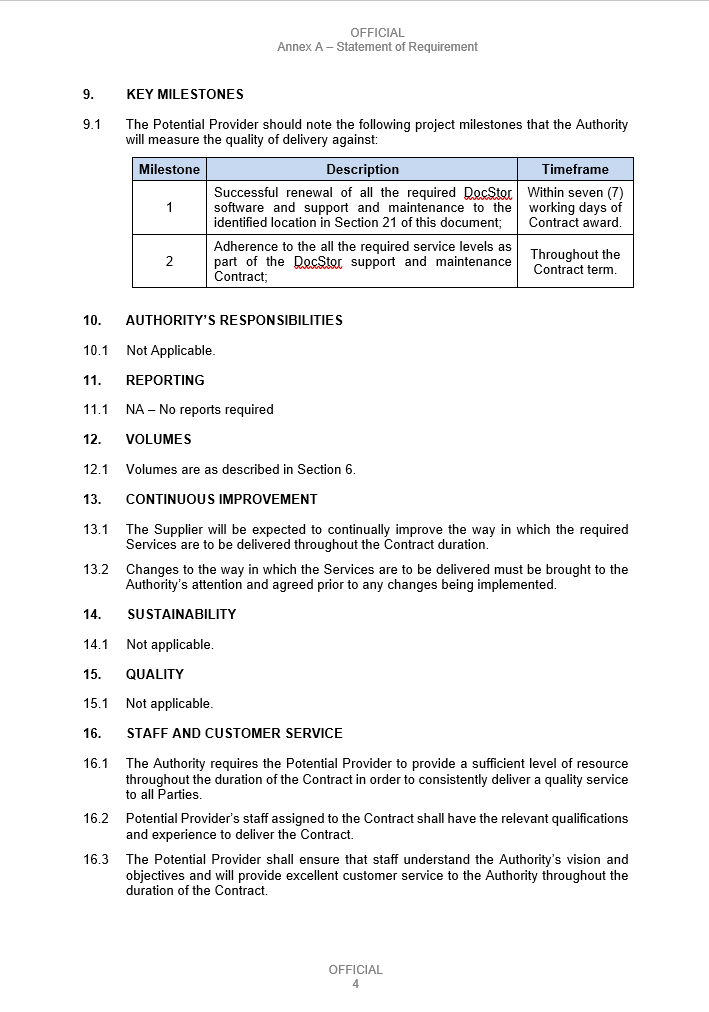 OFFICIAL
Annex A – Statement of Requirement
9. KEY MILESTONES
9.1 The Potential Provider should note the following project milestones that the Authority
will measure the quality of delivery against:
Milestone Description Timeframe
1 Successful renewal of all the required DocStor software and support and maintenance to the identified location in Section 21 of this document; Within seven (7) working days of Contract award.
2 Adherence to the all the required service levels as part of the DocStor support and maintenance Contract; Throughout the Contract term.
10. AUTHORITY’S RESPONSIBILITIES
10.1 Not Applicable.
11. REPORTING
11.1 NA – No reports required
12. VOLUMES
12.1 Volumes are as described in Section 6.
13. CONTINUOUS IMPROVEMENT
13.1 The Supplier will be expected to continually improve the way in which the required
Services are to be delivered throughout the Contract duration.
13.2 Changes to the way in which the Services are to be delivered must be brought to the
Authority’s attention and agreed prior to any changes being implemented.
14. SUSTAINABILITY
14.1 Not applicable.
15. QUALITY
15.1 Not applicable.
16. STAFF AND CUSTOMER SERVICE
16.1 The Authority requires the Potential Provider to provide a sufficient level of resource
throughout the duration of the Contract in order to consistently deliver a quality service
to all Parties.
16.2 Potential Provider’s staff assigned to the Contract shall have the relevant qualifications
and experience to deliver the Contract.
16.3 The Potential Provider shall ensure that staff understand the Authority’s vision and
objectives and will provide excellent customer service to the Authority throughout the
duration of the Contract.
OFFICIAL
4